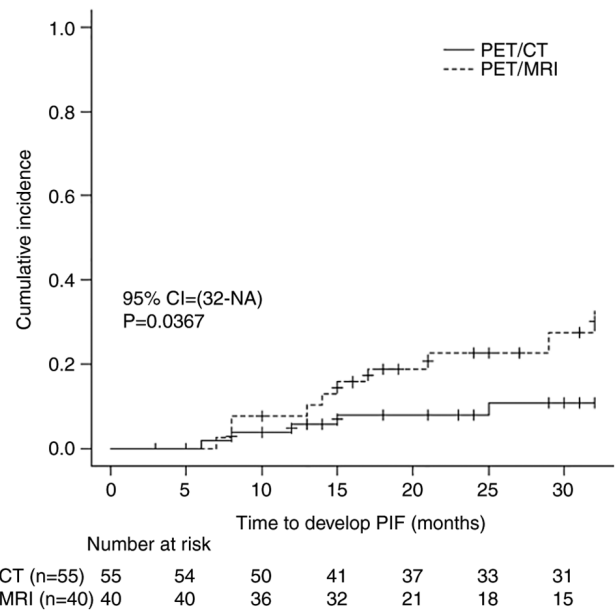 1.0
PET/CT
PET/MRI
0.8
0.6
Cumulative incidence
0.4
95% CI=(32-NA)
P=0.0367
0.2
0.0
0 5 10 15 20 25 30
Time to develop PIF (months)
Number at risk
CT (n=55) 55 54 50 41 37 33 31
MRI (n=40) 40 40 36 32 21 18 15